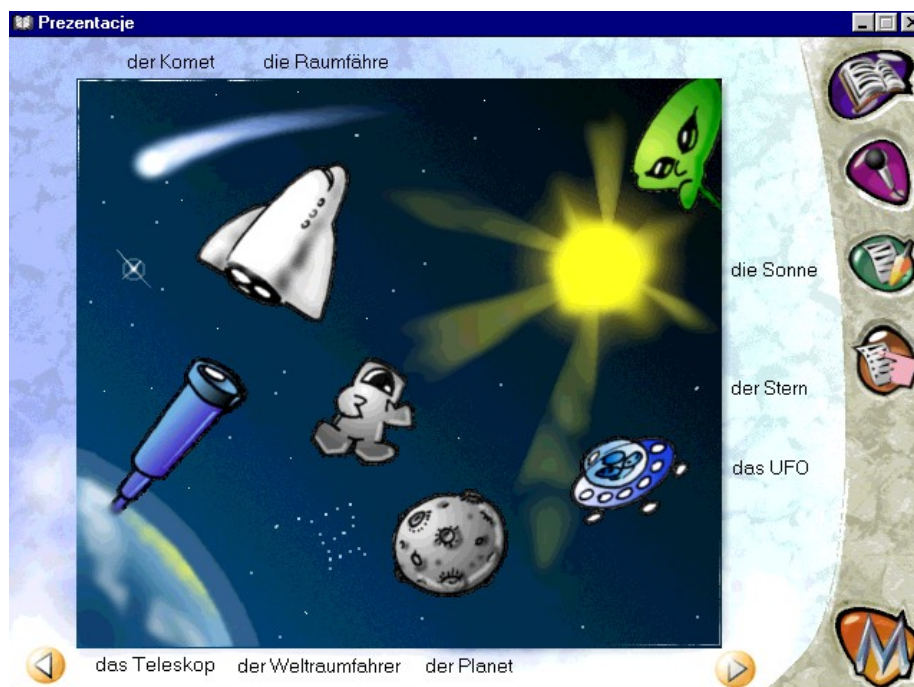 Prezentacje
der Komet die Raumfähre
die Sonne
der Stern
das UFO
das Teleskop der Weltraumfahrer der Planet
M